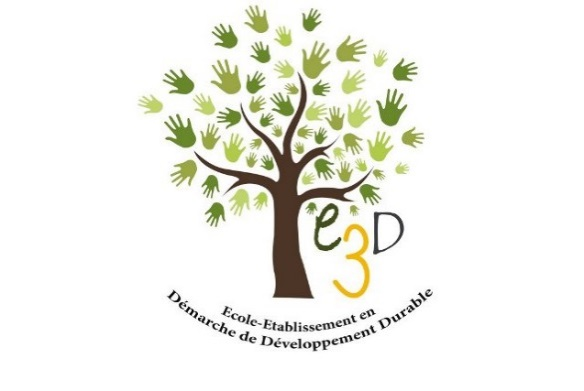 e3D
Ecole-Etablissement en
Démarche de Développement Durable